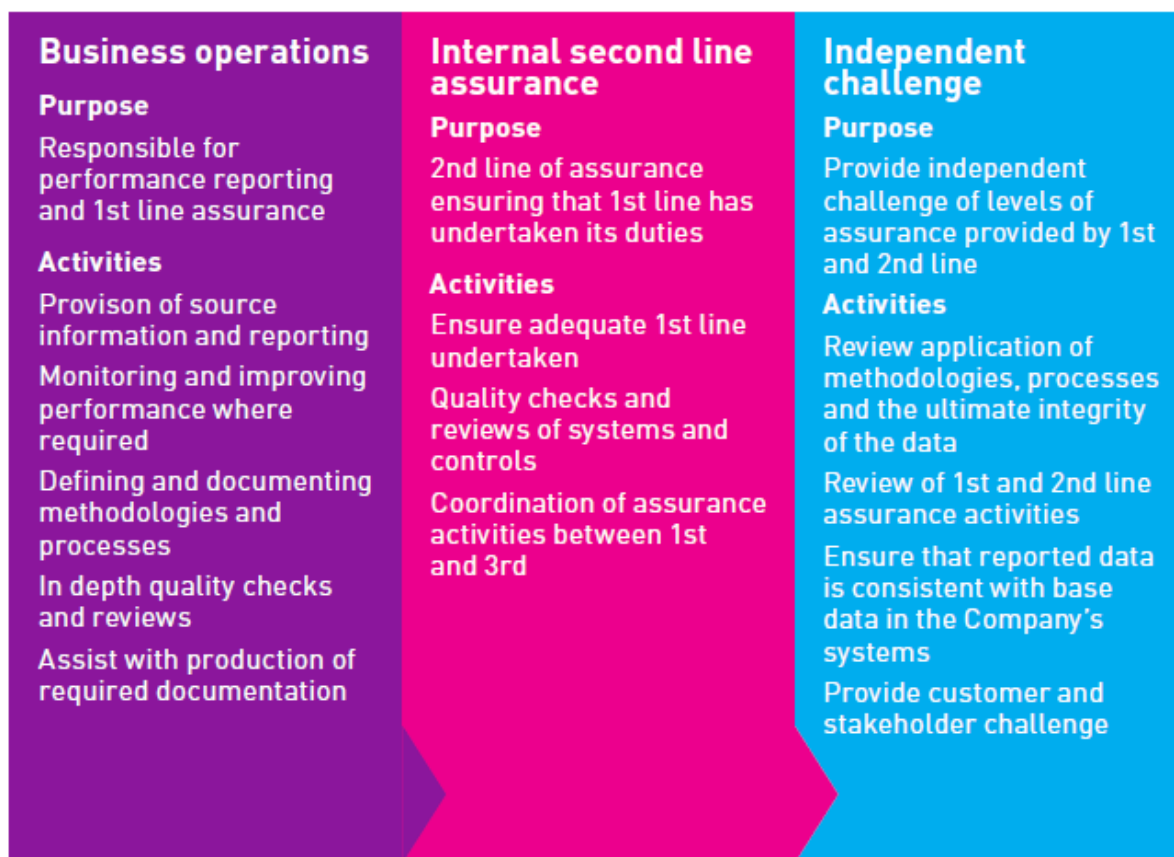 Business operations
Purpose
Responsible for
performance reporting
and 1st line assurance
Activities
Provison of source
information and reporting
Monitoring and improving
performance where
required
Defining and documenting
methodologies and
processes
In depth quality checks
and reviews
Assist with production of
required documentation
Internal second line
assurance
Purpose
2nd line of assurance
ensuring that 1st line has
undertaken its duties
Activities
Ensure adequate 1st line
undertaken
Quality checks and
reviews of systems and
controls
Coordination of assurance
activities between 1st
and 3rd
Independent
challenge
Purpose
Provide independent
challenge of levels of
assurance provided by 1st
and 2nd line
Activities
Review application of
methodologies, processes
and the ultimate integrity
of the data
Review of 1st and 2nd line
assurance activities
Ensure that reported data
is consistent with base
data in the Company's
systems
Provide customer and
stakeholder challenge